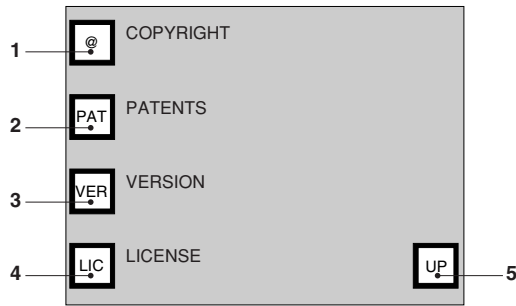 1 @ COPYRIGHT
2 PAT PATENTS
3 VER VERSION
4 LIC LICENSE UP 5